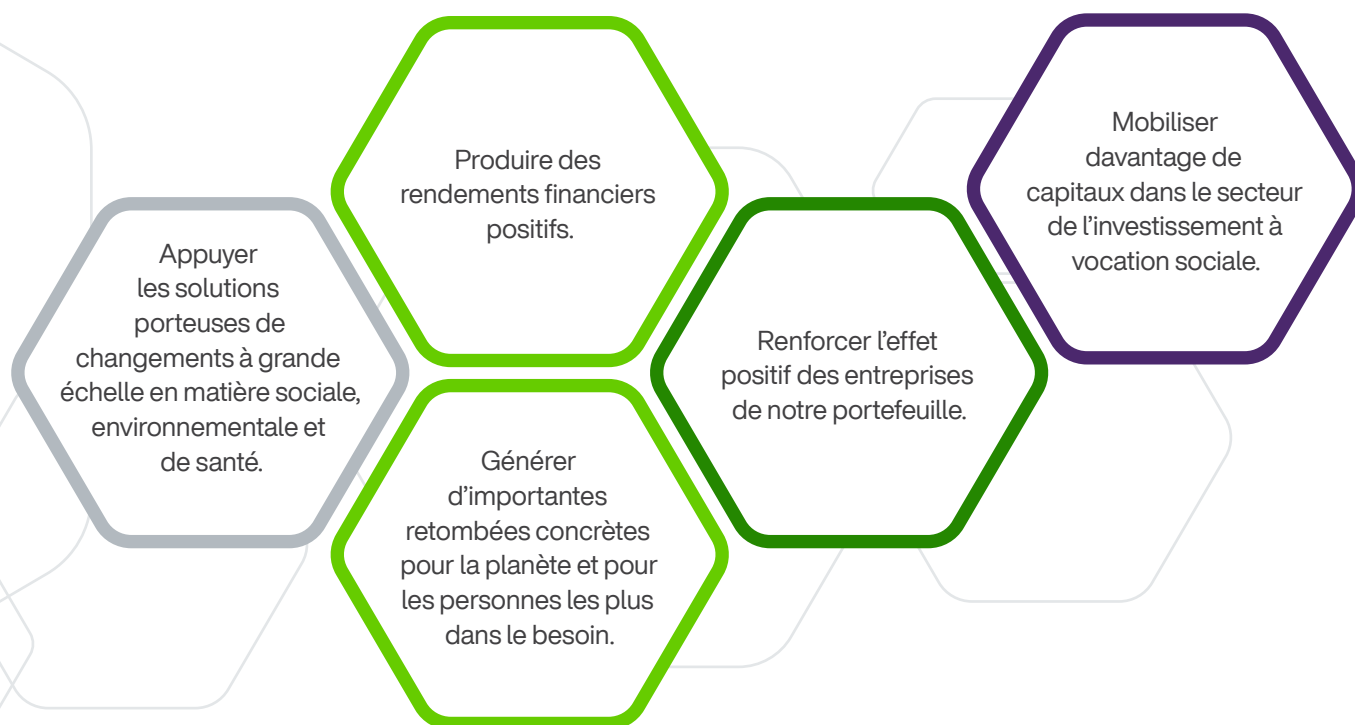 Appuyer
les solutions
porteuses de
changements à grande
échelle en matière sociale,
environnementale et
de santé.
Produire des
rendements financiers
positifs.
Générer
d’importantes
retombées concrètes
pour la planète et pour
les personnes les plus
dans le besoin.
Renforcer l’effet
positif des entreprises
de notre portefeuille.
Mobiliser
davantage de
capitaux dans le secteur
de l’investissement à
vocation sociale.